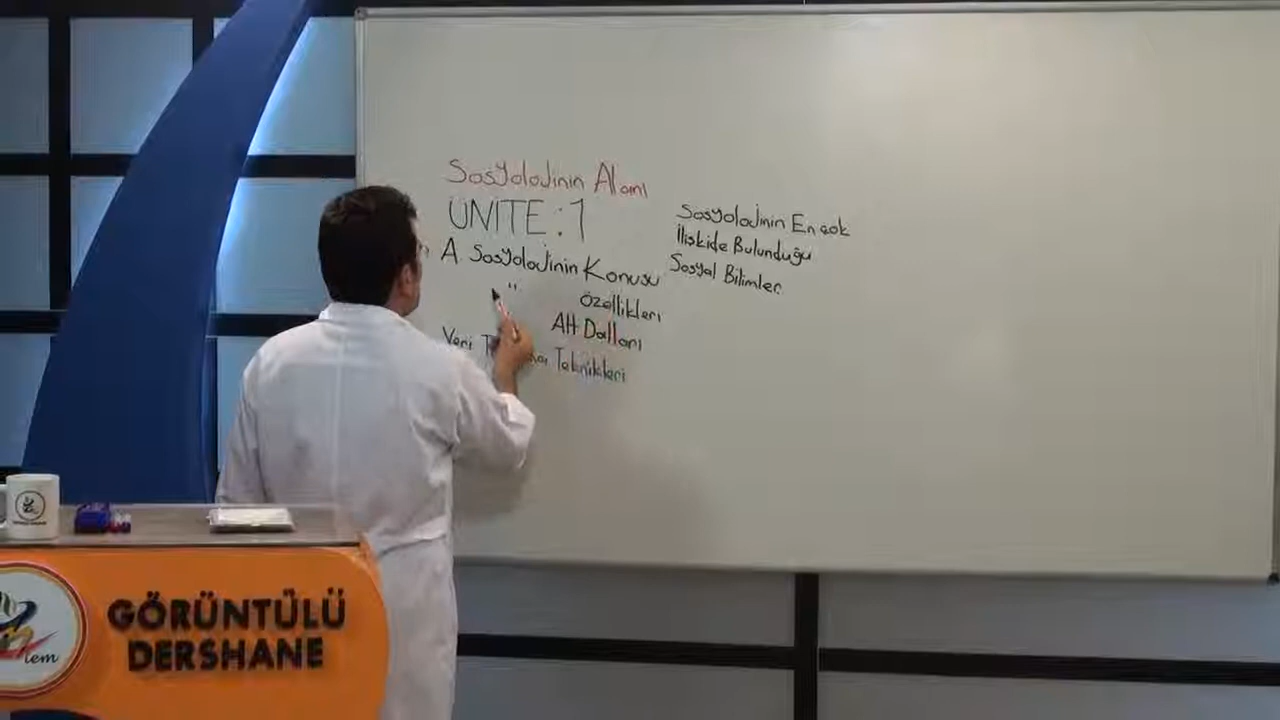 Sosyolojinin Alanı
ÜNİTE : 1
A. Sosyolojinin Konusu
" Özellikleri
Alt Dalları
Veri Teknikleri
Sosyolojinin En çok
İlişkide Bulunduğu
Sosyal Bilimler
GÖRÜNTÜLÜ
DERSHANE